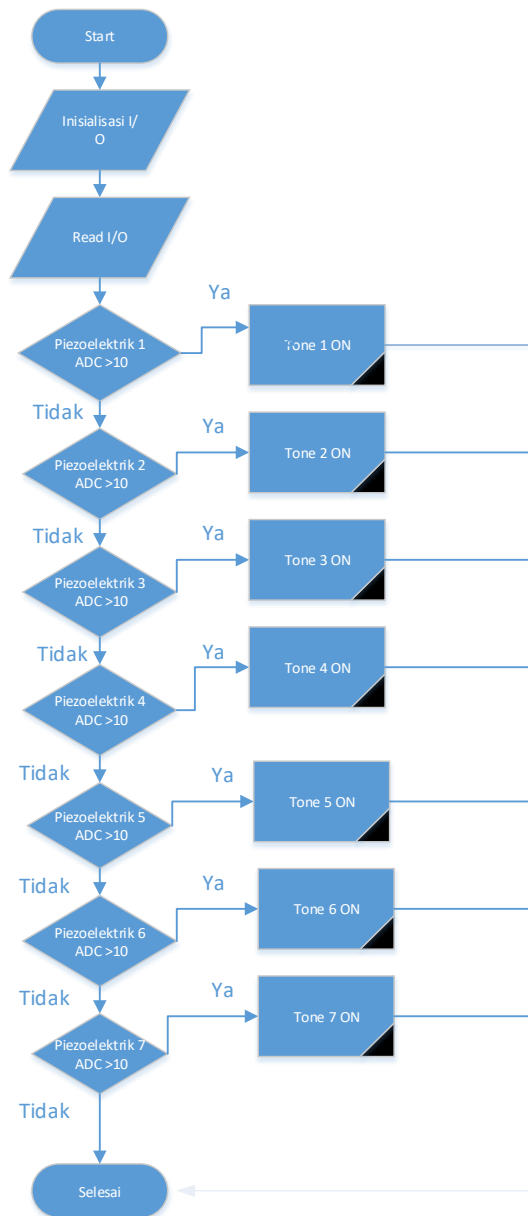 Start
Inisialisasi I/
O
Read I/O
Ya
Piezoelektrik 1
ADC >10
Tone 1 ON
Tidak
Ya
Piezoelektrik 2
ADC >10
Tone 2 ON
Tidak
Ya
Piezoelektrik 3
ADC >10
Tone 3 ON
Tidak
Ya
Piezoelektrik 4
ADC >10
Tone 4 ON
Tidak
Ya
Piezoelektrik 5
ADC >10
Tone 5 ON
Tidak
Ya
Piezoelektrik 6
ADC >10
Tone 6 ON
Tidak
Ya
Piezoelektrik 7
ADC >10
Tone 7 ON
Tidak
Selesai